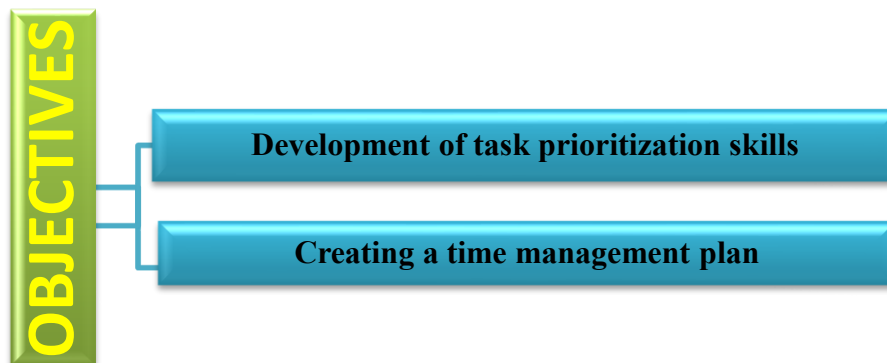 OBJECTIVES
Development of task prioritization skills
Creating a time management plan